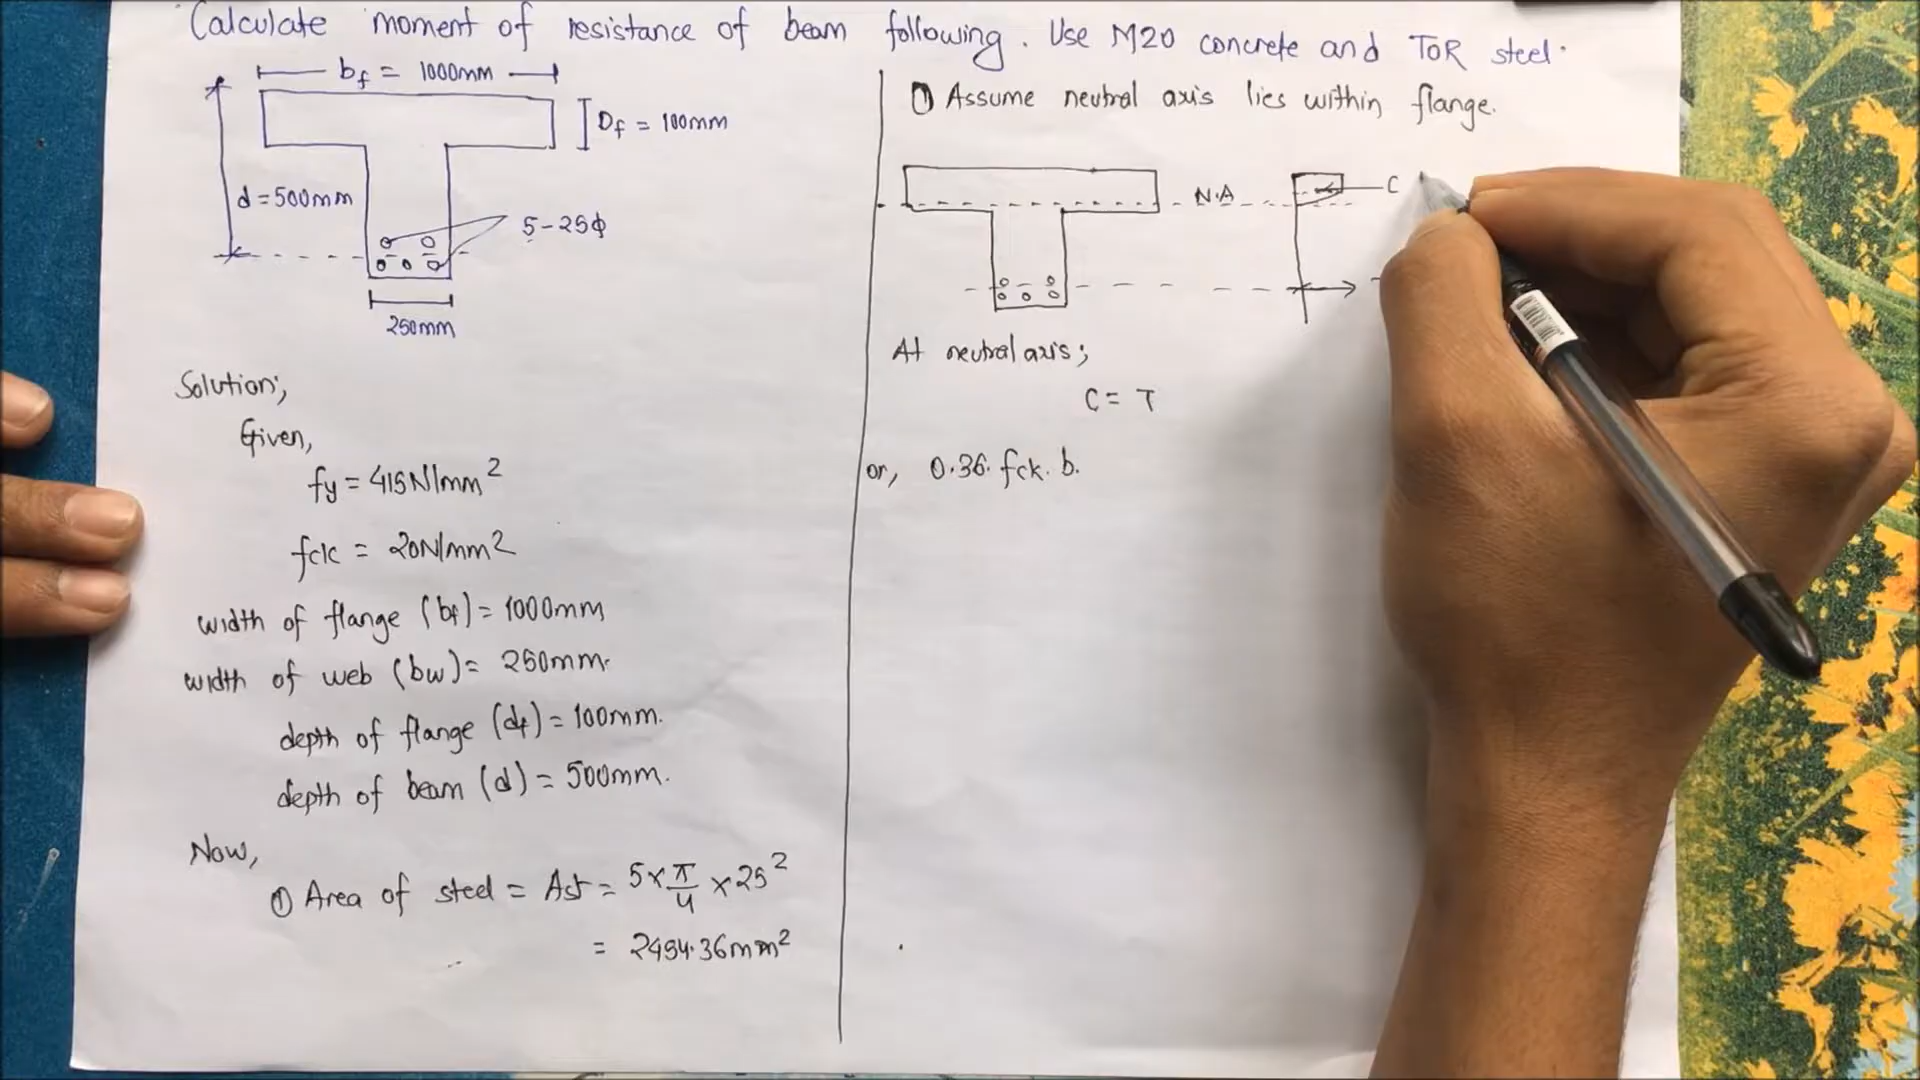 Calculate moment of resistance of beam following. Use M20 concrete and TOR steel.
bf = 1000mm
Df = 100mm
d = 500mm
5-25ϕ
250mm
Solution;
Given,
fy = 415N/mm²
fck = 20N/mm²
width of flange (bf) = 1000mm
width of web (bw) = 250mm.
depth of flange (df) = 100mm.
depth of beam (d) = 500mm.
Now,
① Area of steel = Ast = 5×π/4 ×25²
= 2454.36mm²
① Assume neutral axis lies within flange.
N.A
C
At neutral axis;
C = T
or, 0.36. fck. b.